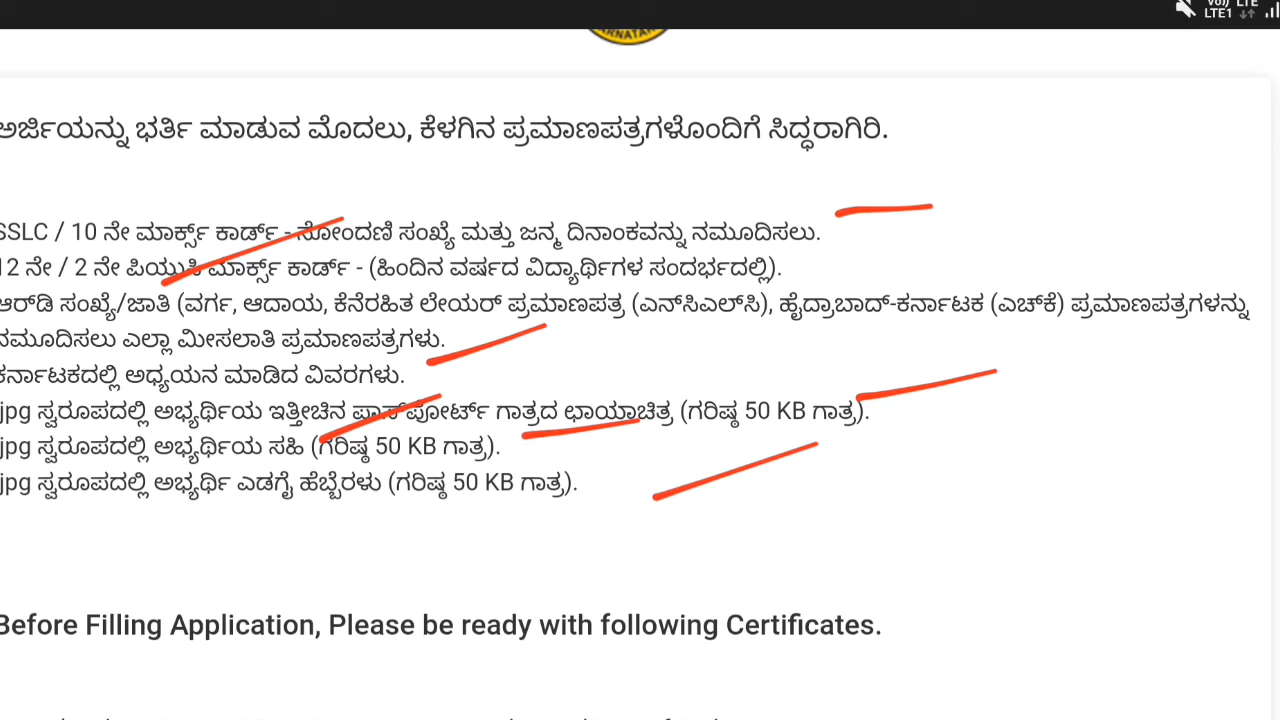 Vo)) LTE
LTE1
ಅರ್ಜಿಯನ್ನು ಭರ್ತಿ ಮಾಡುವ ಮೊದಲು, ಕೆಳಗಿನ ಪ್ರಮಾಣಪತ್ರಗಳೊಂದಿಗೆ ಸಿದ್ಧರಾಗಿರಿ.
SSLC / 10 ನೇ ಮಾರ್ಕ್ಸ್ ಕಾರ್ಡ್ - ನೋಂದಣಿ ಸಂಖ್ಯೆ ಮತ್ತು ಜನ್ಮ ದಿನಾಂಕವನ್ನು ನಮೂದಿಸಲು.
12 ನೇ / 2 ನೇ ಪಿಯುಸಿ ಮಾರ್ಕ್ಸ್ ಕಾರ್ಡ್ - (ಹಿಂದಿನ ವರ್ಷದ ವಿದ್ಯಾರ್ಥಿಗಳ ಸಂದರ್ಭದಲ್ಲಿ).
ಆರ್‌ಡಿ ಸಂಖ್ಯೆ/ಜಾತಿ (ವರ್ಗ, ಆದಾಯ, ಕೆನೆರಹಿತ ಲೇಯರ್ ಪ್ರಮಾಣಪತ್ರ (ಎನ್‌ಸಿಎಲ್‌ಸಿ), ಹೈದ್ರಾಬಾದ್-ಕರ್ನಾಟಕ (ಎಚ್‌ಕೆ) ಪ್ರಮಾಣಪತ್ರಗಳನ್ನು
ನಮೂದಿಸಲು ಎಲ್ಲಾ ಮೀಸಲಾತಿ ಪ್ರಮಾಣಪತ್ರಗಳು.
ಕರ್ನಾಟಕದಲ್ಲಿ ಅಧ್ಯಯನ ಮಾಡಿದ ವಿವರಗಳು.
jpg ಸ್ವರೂಪದಲ್ಲಿ ಅಭ್ಯರ್ಥಿಯ ಇತ್ತೀಚಿನ ಪಾಸ್‌ಪೋರ್ಟ್ ಗಾತ್ರದ ಛಾಯಾಚಿತ್ರ (ಗರಿಷ್ಠ 50 KB ಗಾತ್ರ).
jpg ಸ್ವರೂಪದಲ್ಲಿ ಅಭ್ಯರ್ಥಿಯ ಸಹಿ (ಗರಿಷ್ಠ 50 KB ಗಾತ್ರ).
jpg ಸ್ವರೂಪದಲ್ಲಿ ಅಭ್ಯರ್ಥಿ ಎಡಗೈ ಹೆಬ್ಬೆರಳು (ಗರಿಷ್ಠ 50 KB ಗಾತ್ರ).
Before Filling Application, Please be ready with following Certificates.